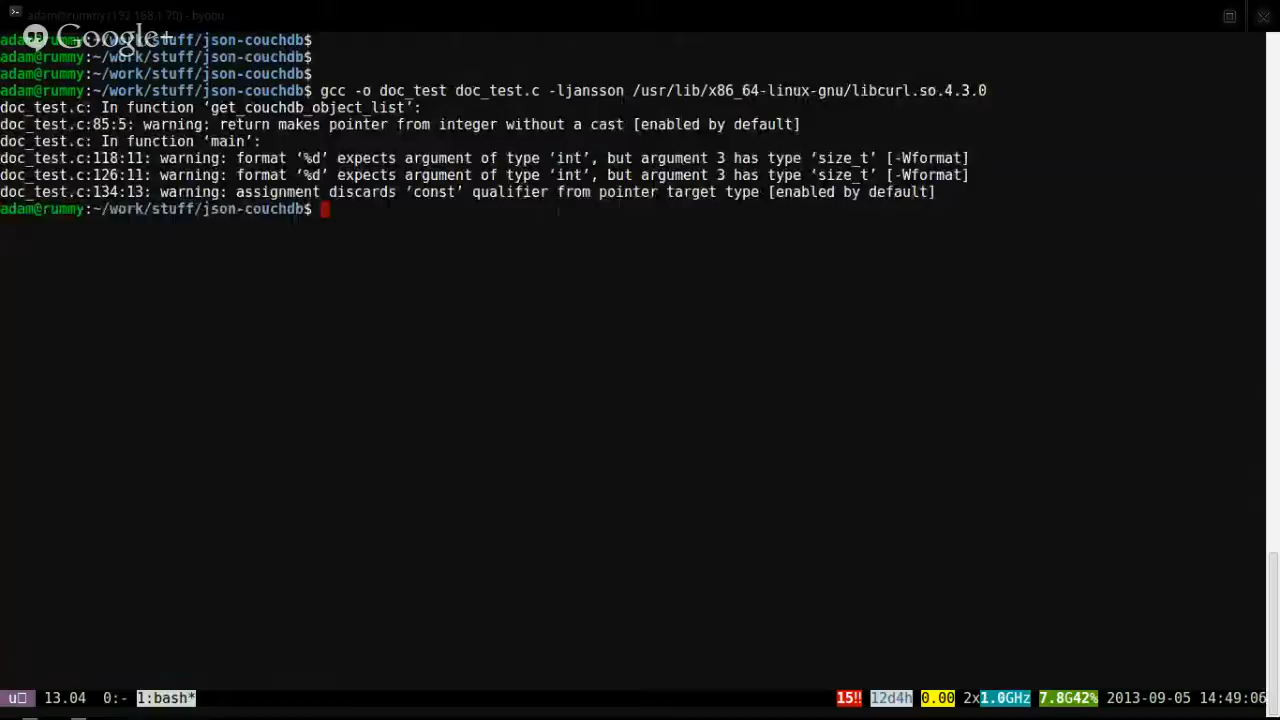 adam@rummy (192.168.1.70) - byobu
Google+
adam@rummy:~/work/stuff/json-couchdb$
adam@rummy:~/work/stuff/json-couchdb$
adam@rummy:~/work/stuff/json-couchdb$
adam@rummy:~/work/stuff/json-couchdb$ gcc -o doc_test doc_test.c -ljansson /usr/lib/x86_64-linux-gnu/libcurl.so.4.3.0
doc_test.c: In function ‘get_couchdb_object_list’:
doc_test.c:85:5: warning: return makes pointer from integer without a cast [enabled by default]
doc_test.c: In function ‘main’:
doc_test.c:118:11: warning: format ‘%d’ expects argument of type ‘int’, but argument 3 has type ‘size_t’ [-Wformat]
doc_test.c:126:11: warning: format ‘%d’ expects argument of type ‘int’, but argument 3 has type ‘size_t’ [-Wformat]
doc_test.c:134:13: warning: assignment discards ‘const’ qualifier from pointer target type [enabled by default]
adam@rummy:~/work/stuff/json-couchdb$
u 13.04 0:- 1:bash* 15!! 12d4h 0.00 2x1.0GHz 7.8G42% 2013-09-05 14:49:06